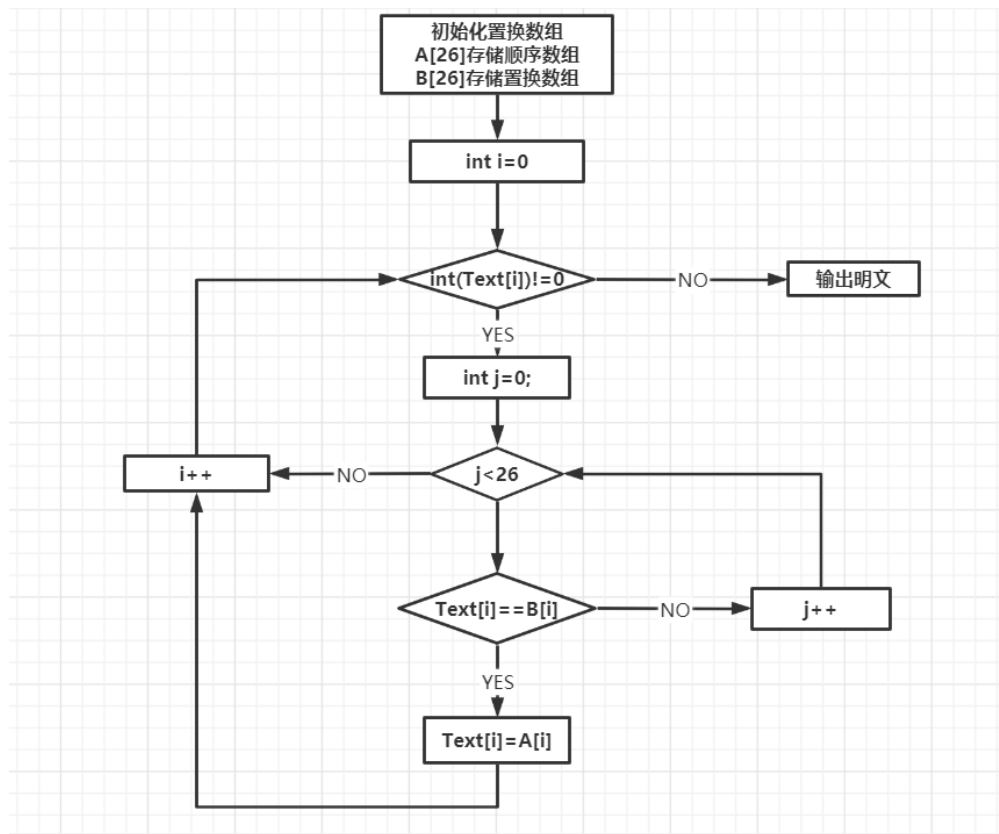 初始化置换数组
A[26]存储顺序数组
B[26]存储置换数组
int i=0
int(Text[i])!=0
NO
输出明文
YES
int j=0;
i++
NO
j<26
Text[i]==B[i]
NO
j++
YES
Text[i]=A[i]